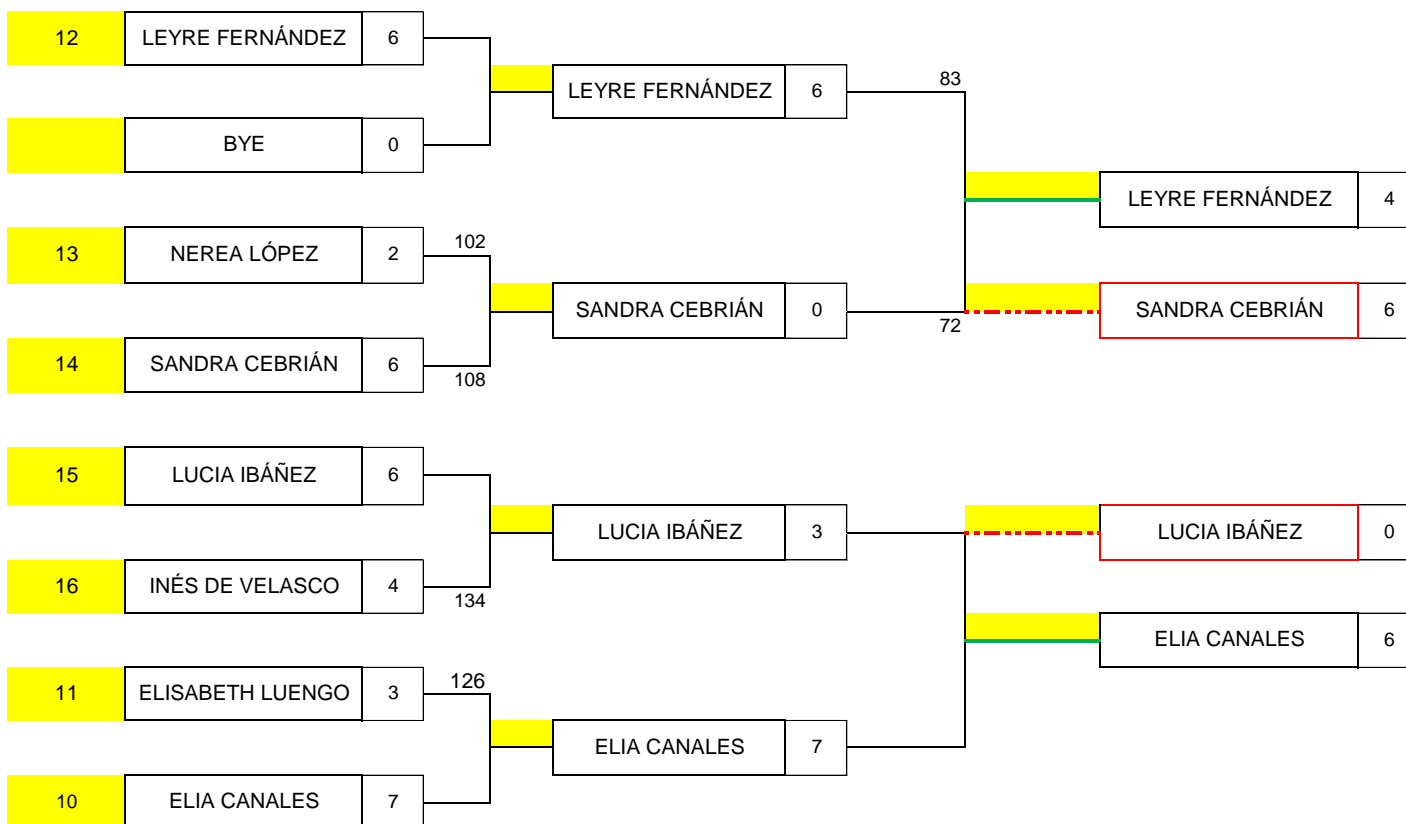 12 LEYRE FERNÁNDEZ 6
LEYRE FERNÁNDEZ 6 83
BYE 0
LEYRE FERNÁNDEZ 4
13 NEREA LÓPEZ 2 102
SANDRA CEBRIÁN 0 72
SANDRA CEBRIÁN 6
14 SANDRA CEBRIÁN 6 108
15 LUCIA IBÁÑEZ 6
LUCIA IBÁÑEZ 3
LUCIA IBÁÑEZ 0
16 INÉS DE VELASCO 4 134
ELIA CANALES 6
11 ELISABETH LUENGO 3 126
ELIA CANALES 7
10 ELIA CANALES 7